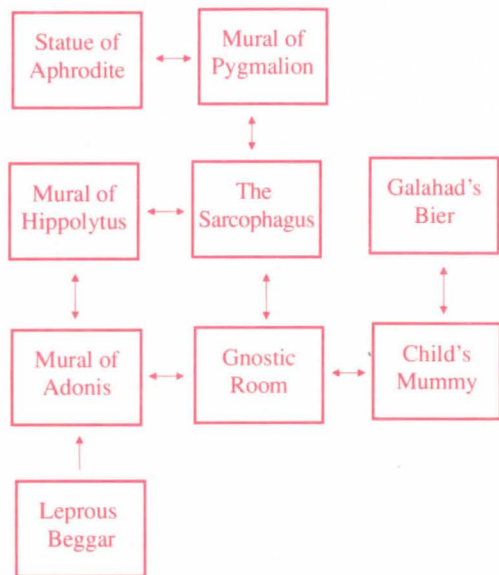 Statue of
Aphrodite
Mural of
Pygmalion
Mural of
Hippolytus
The
Sarcophagus
Galahad's
Bier
Mural of
Adonis
Gnostic
Room
Child's
Mummy
Leprous
Beggar